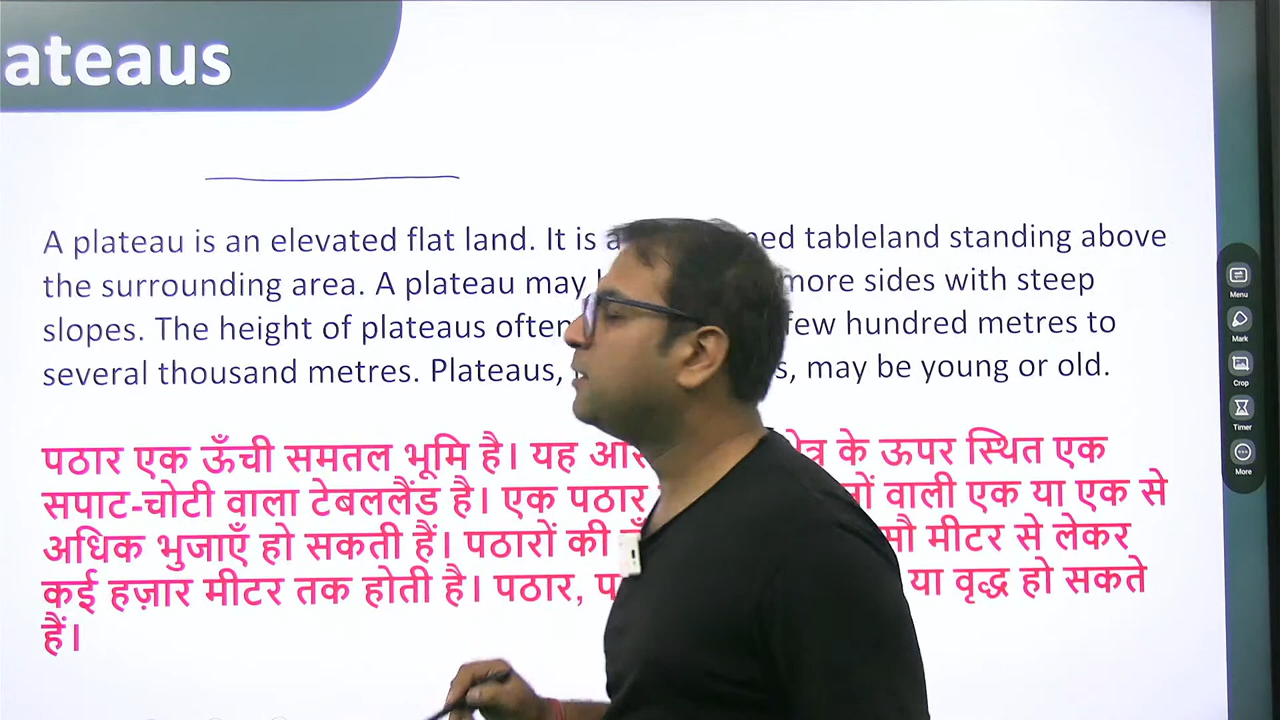 ateaus
A plateau is an elevated flat land. It is a ned tableland standing above
the surrounding area. A plateau may more sides with steep
slopes. The height of plateaus often few hundred metres to
several thousand metres. Plateaus, may be young or old.
पठार एक ऊँची समतल भूमि है। यह के ऊपर स्थित एक
सपाट-चोटी वाला टेबललैंड है। एक पठार वाली एक या एक से
अधिक भुजाएँ हो सकती हैं। पठारों की सौ मीटर से लेकर
कई हज़ार मीटर तक होती है। पठार, या वृद्ध हो सकते
हैं।
Menu
Mark
Crop
Timer
More